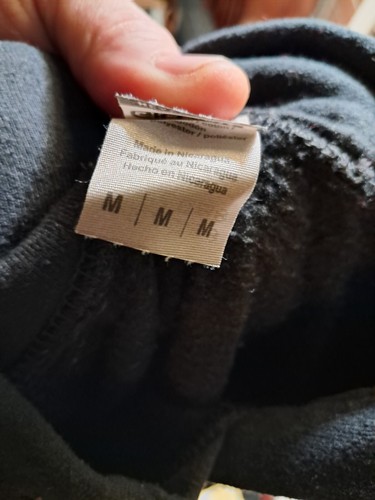 Made in Nicaragua
Fabriqué au Nicaragua
Hecho en Nicaragua
M | M | M